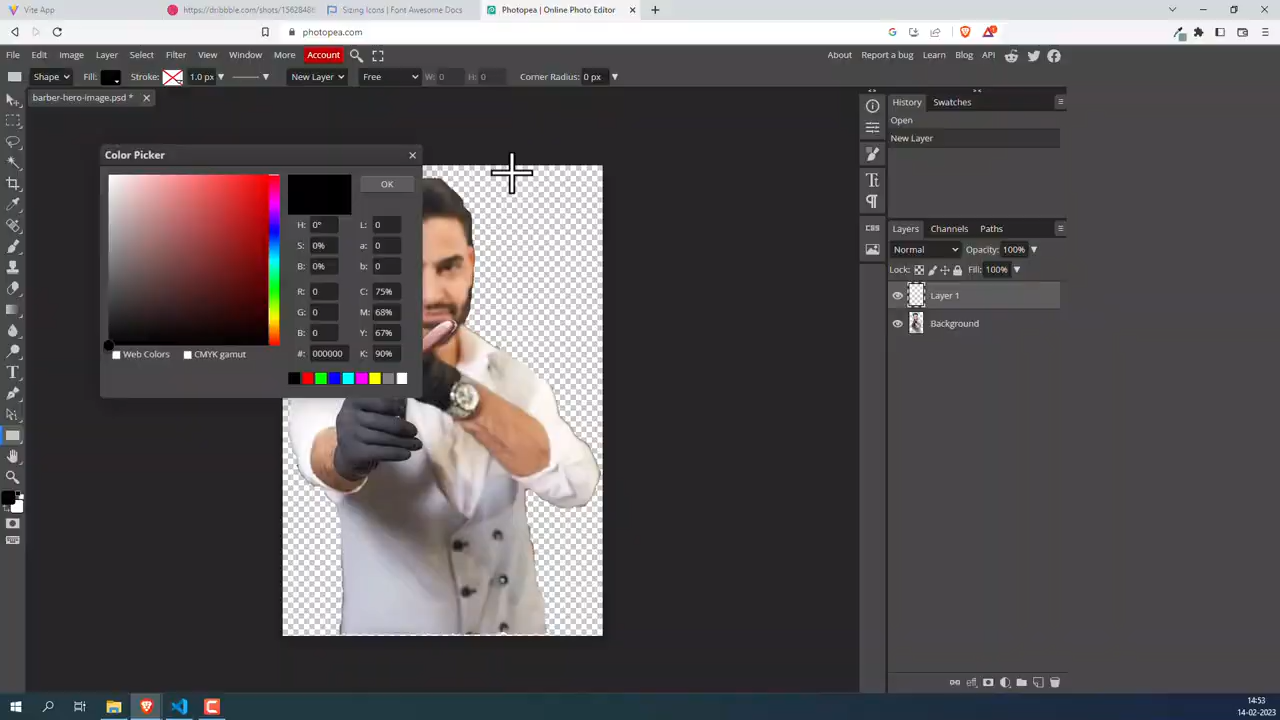 Vite App
https://dribbble.com/shots/1562848
Sizing Icons | Font Awesome Docs
Photopea | Online Photo Editor
photopea.com
File Edit Image Layer Select Filter View Window More Account
About Report a bug Learn Blog API
Shape Fill: Stroke: 1.0 px New Layer Free W: 0 H: 0 Corner Radius: 0 px
barber-hero-image.psd *
History Swatches
Open
New Layer
Color Picker
OK
H: 0° L: 0
S: 0% a: 0
B: 0% b: 0
R: 0 C: 75%
G: 0 M: 68%
B: 0 Y: 67%
#: 000000 K: 90%
Web Colors CMYK gamut
CSS
Layers Channels Paths
Normal Opacity: 100%
Lock: Fill: 100%
Layer 1
Background
eff
14:53
14-02-2023